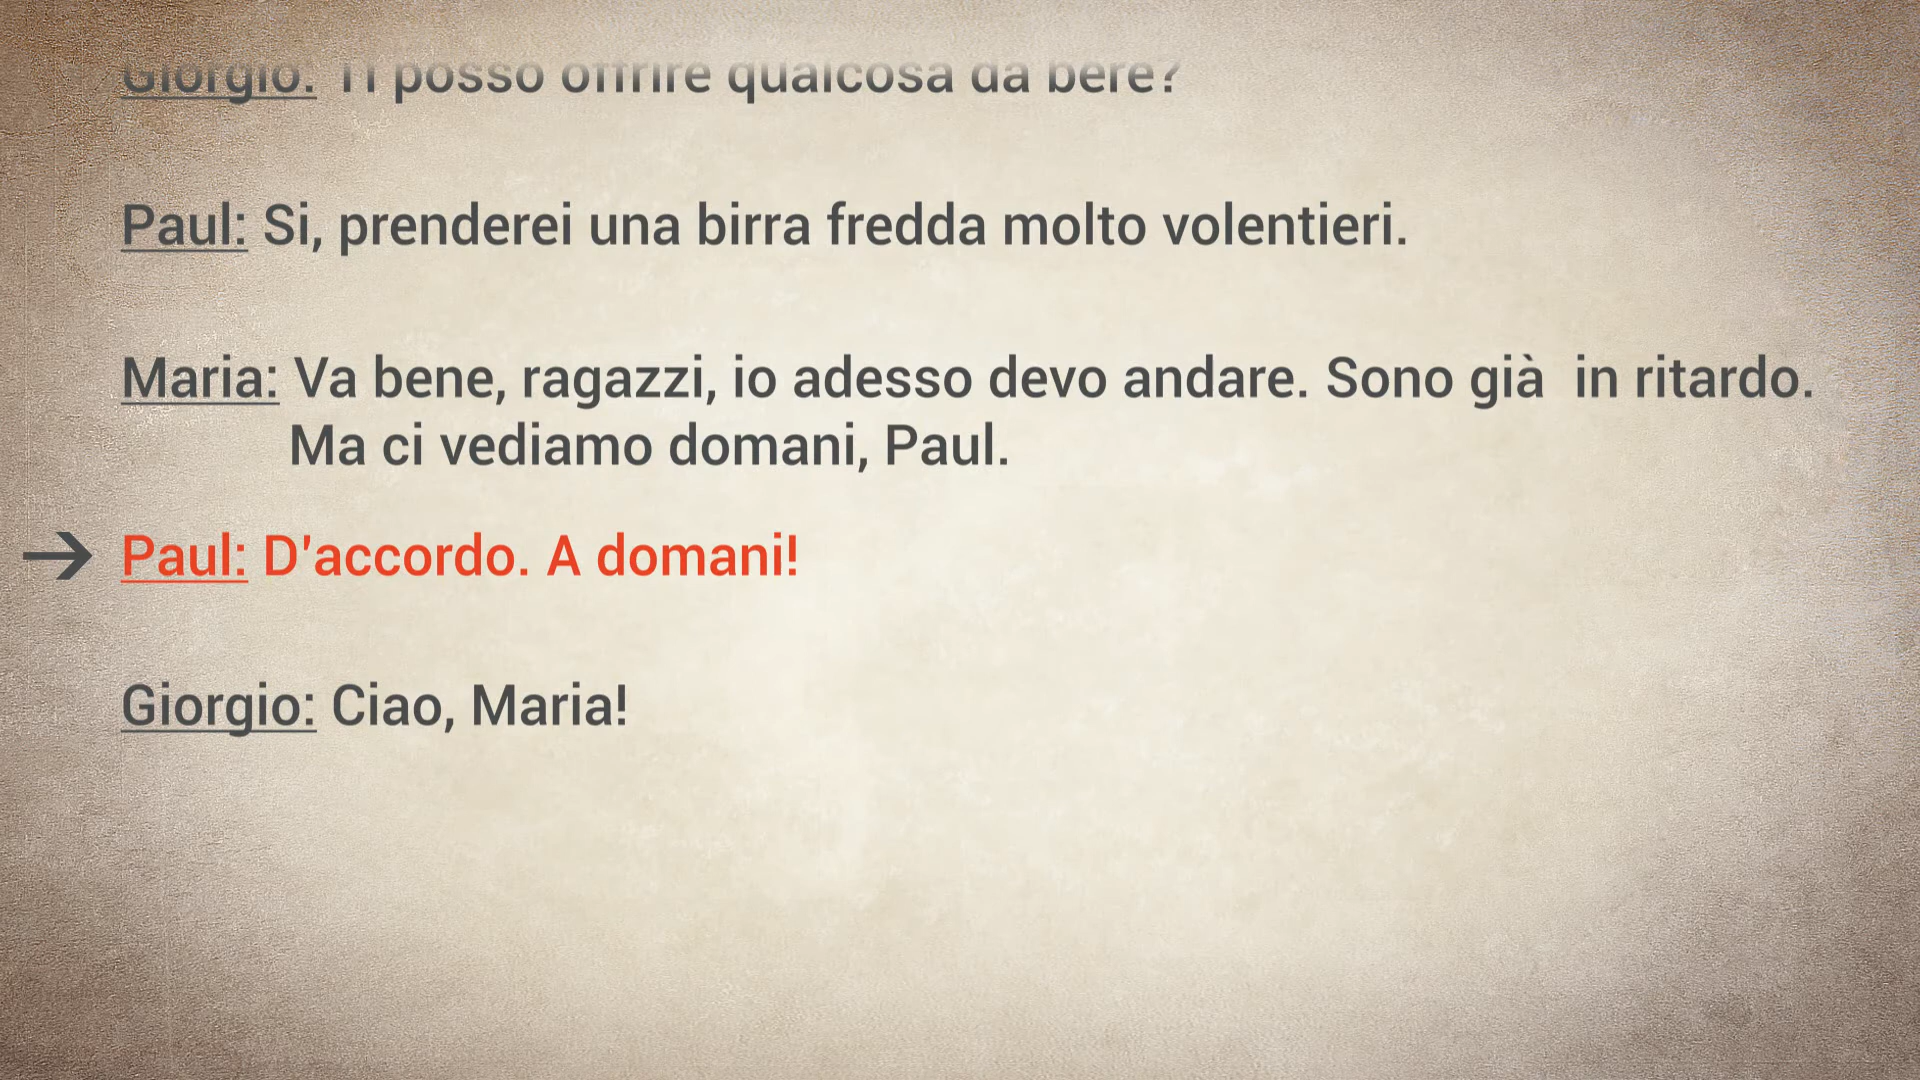 Giorgio: Ti posso offrire qualcosa da bere?
Paul: Si, prenderei una birra fredda molto volentieri.
Maria: Va bene, ragazzi, io adesso devo andare. Sono già in ritardo.
Ma ci vediamo domani, Paul.
→ Paul: D'accordo. A domani!
Giorgio: Ciao, Maria!